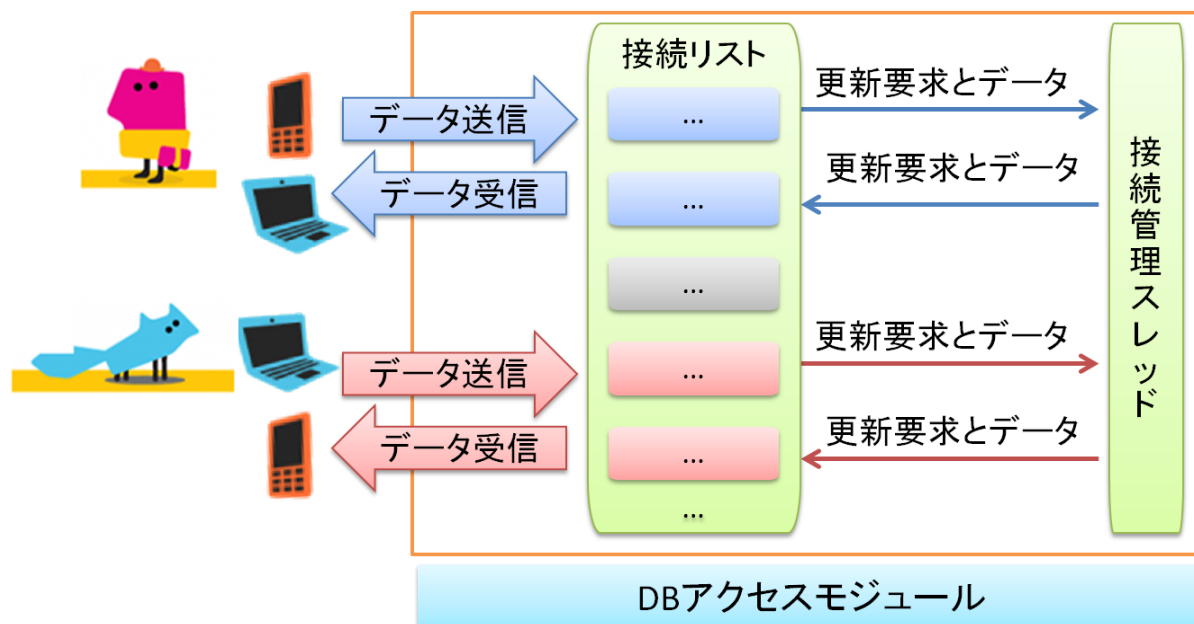 接続リスト
データ送信
...
更新要求とデータ
データ受信
...
更新要求とデータ
...
データ送信
...
更新要求とデータ
データ受信
...
更新要求とデータ
...
接続管理スレッド
DBアクセスモジュール